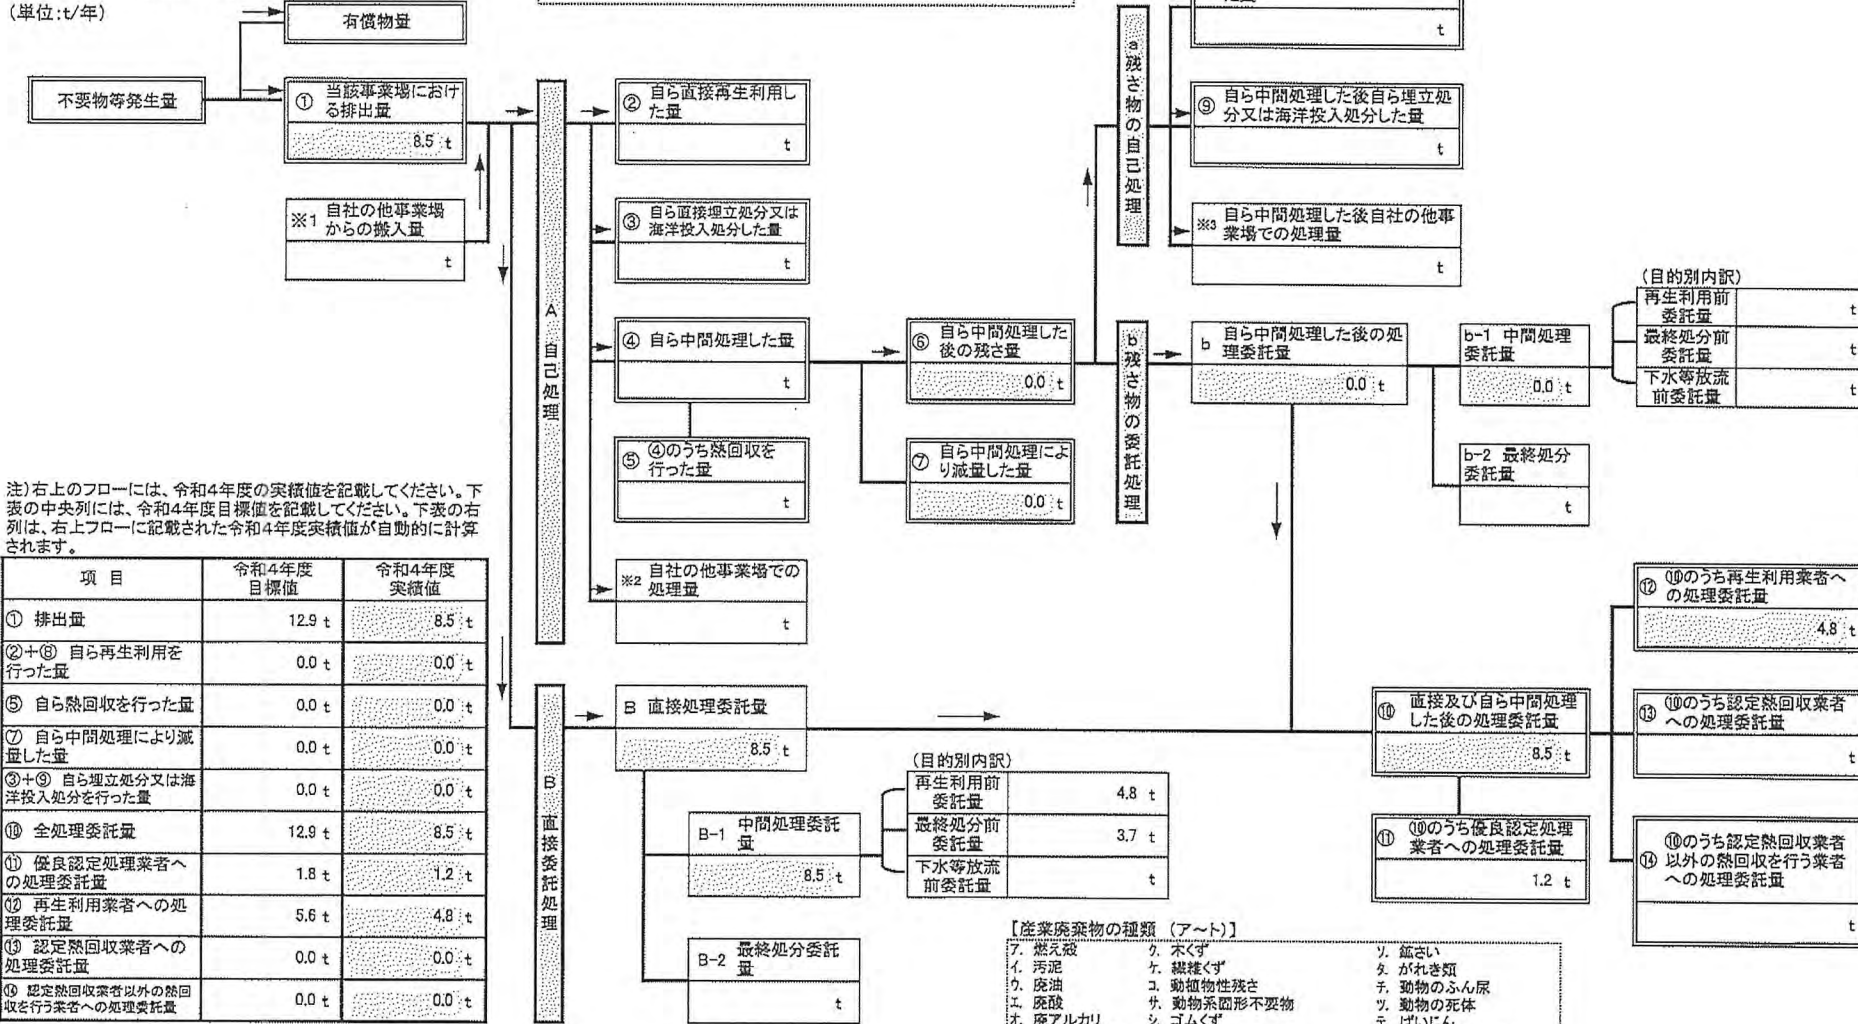 (単位:t/年)
有償物量
不要物等発生量
① 当該事業場におけ
る排出量
8.5 t
※1 自社の他事業場
からの搬入量
t
A 自己処理
② 自ら直接再生利用し
た量
t
③ 自ら直接埋立処分又は
海洋投入処分した量
t
④ 自ら中間処理した量
t
⑤ ④のうち熱回収を
行った量
t
※2 自社の他事業場での
処理量
t
⑥ 自ら中間処理した
後の残さ量
0.0 t
⑦ 自ら中間処理によ
り減量した量
0.0 t
a 残さ物の自己処理
t
⑨ 自ら中間処理した後自ら埋立処
分又は海洋投入処分した量
t
※3 自ら中間処理した後自社の他事
業場での処理量
t
b 残さ物の委託処理
b 自ら中間処理した後の処
理委託量
0.0 t
b-1 中間処理
委託量
0.0 t
b-2 最終処分
委託量
t
(目的別内訳)
再生利用前
委託量
t
最終処分前
委託量
t
下水等放流
前委託量
t
注)右上のフローには、令和4年度の実績値を記載してください。下
表の中央列には、令和4年度目標値を記載してください。下表の右
列は、右上フローに記載された令和4年度実績値が自動的に計算
されます。
項 目 令和4年度 目標値 令和4年度 実績値
① 排出量 12.9 t 8.5 t
②+⑧ 自ら再生利用を
行った量 0.0 t 0.0 t
⑤ 自ら熱回収を行った量 0.0 t 0.0 t
⑦ 自ら中間処理により減
量した量 0.0 t 0.0 t
③+⑨ 自ら埋立処分又は海
洋投入処分を行った量 0.0 t 0.0 t
⑩ 全処理委託量 12.9 t 8.5 t
⑪ 優良認定処理業者へ
の処理委託量 1.8 t 1.2 t
⑫ 再生利用業者への処
理委託量 5.6 t 4.8 t
⑬ 認定熱回収業者への
処理委託量 0.0 t 0.0 t
⑭ 認定熱回収業者以外の熱回
収を行う業者への処理委託量 0.0 t 0.0 t
B 直接委託処理
B 直接処理委託量
8.5 t
B-1 中間処理委託
量
8.5 t
B-2 最終処分委託
量
t
(目的別内訳)
再生利用前
委託量
4.8 t
最終処分前
委託量
3.7 t
下水等放流
前委託量
t
⑩ 直接及び自ら中間処理
した後の処理委託量
8.5 t
⑪ ⑩のうち優良認定処理
業者への処理委託量
1.2 t
⑫ ⑩のうち再生利用業者へ
の処理委託量
4.8 t
⑬ ⑩のうち認定熱回収業者
への処理委託量
t
⑭ ⑩のうち認定熱回収業者
以外の熱回収を行う業者
への処理委託量
t
【産業廃棄物の種類 (ア~ト)】
ア. 燃え殻 ク. 木くず ソ. 鉱さい
イ. 汚泥 ケ. 繊維くず タ. がれき類
ウ. 廃油 コ. 動植物性残さ チ. 動物のふん尿
エ. 廃酸 サ. 動物系固形不要物 ツ. 動物の死体
オ. 廃アルカリ シ. ゴムくず テ. ばいじん